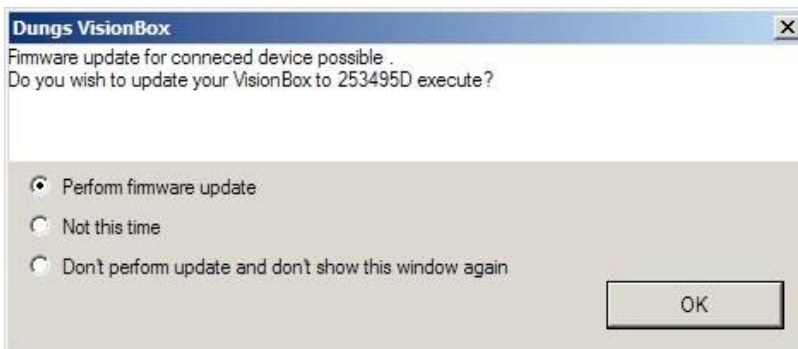 Dungs VisionBox
Firmware update for conneced device possible .
Do you wish to update your VisionBox to 253495D execute?
Perform firmware update
Not this time
Don't perform update and don't show this window again
OK